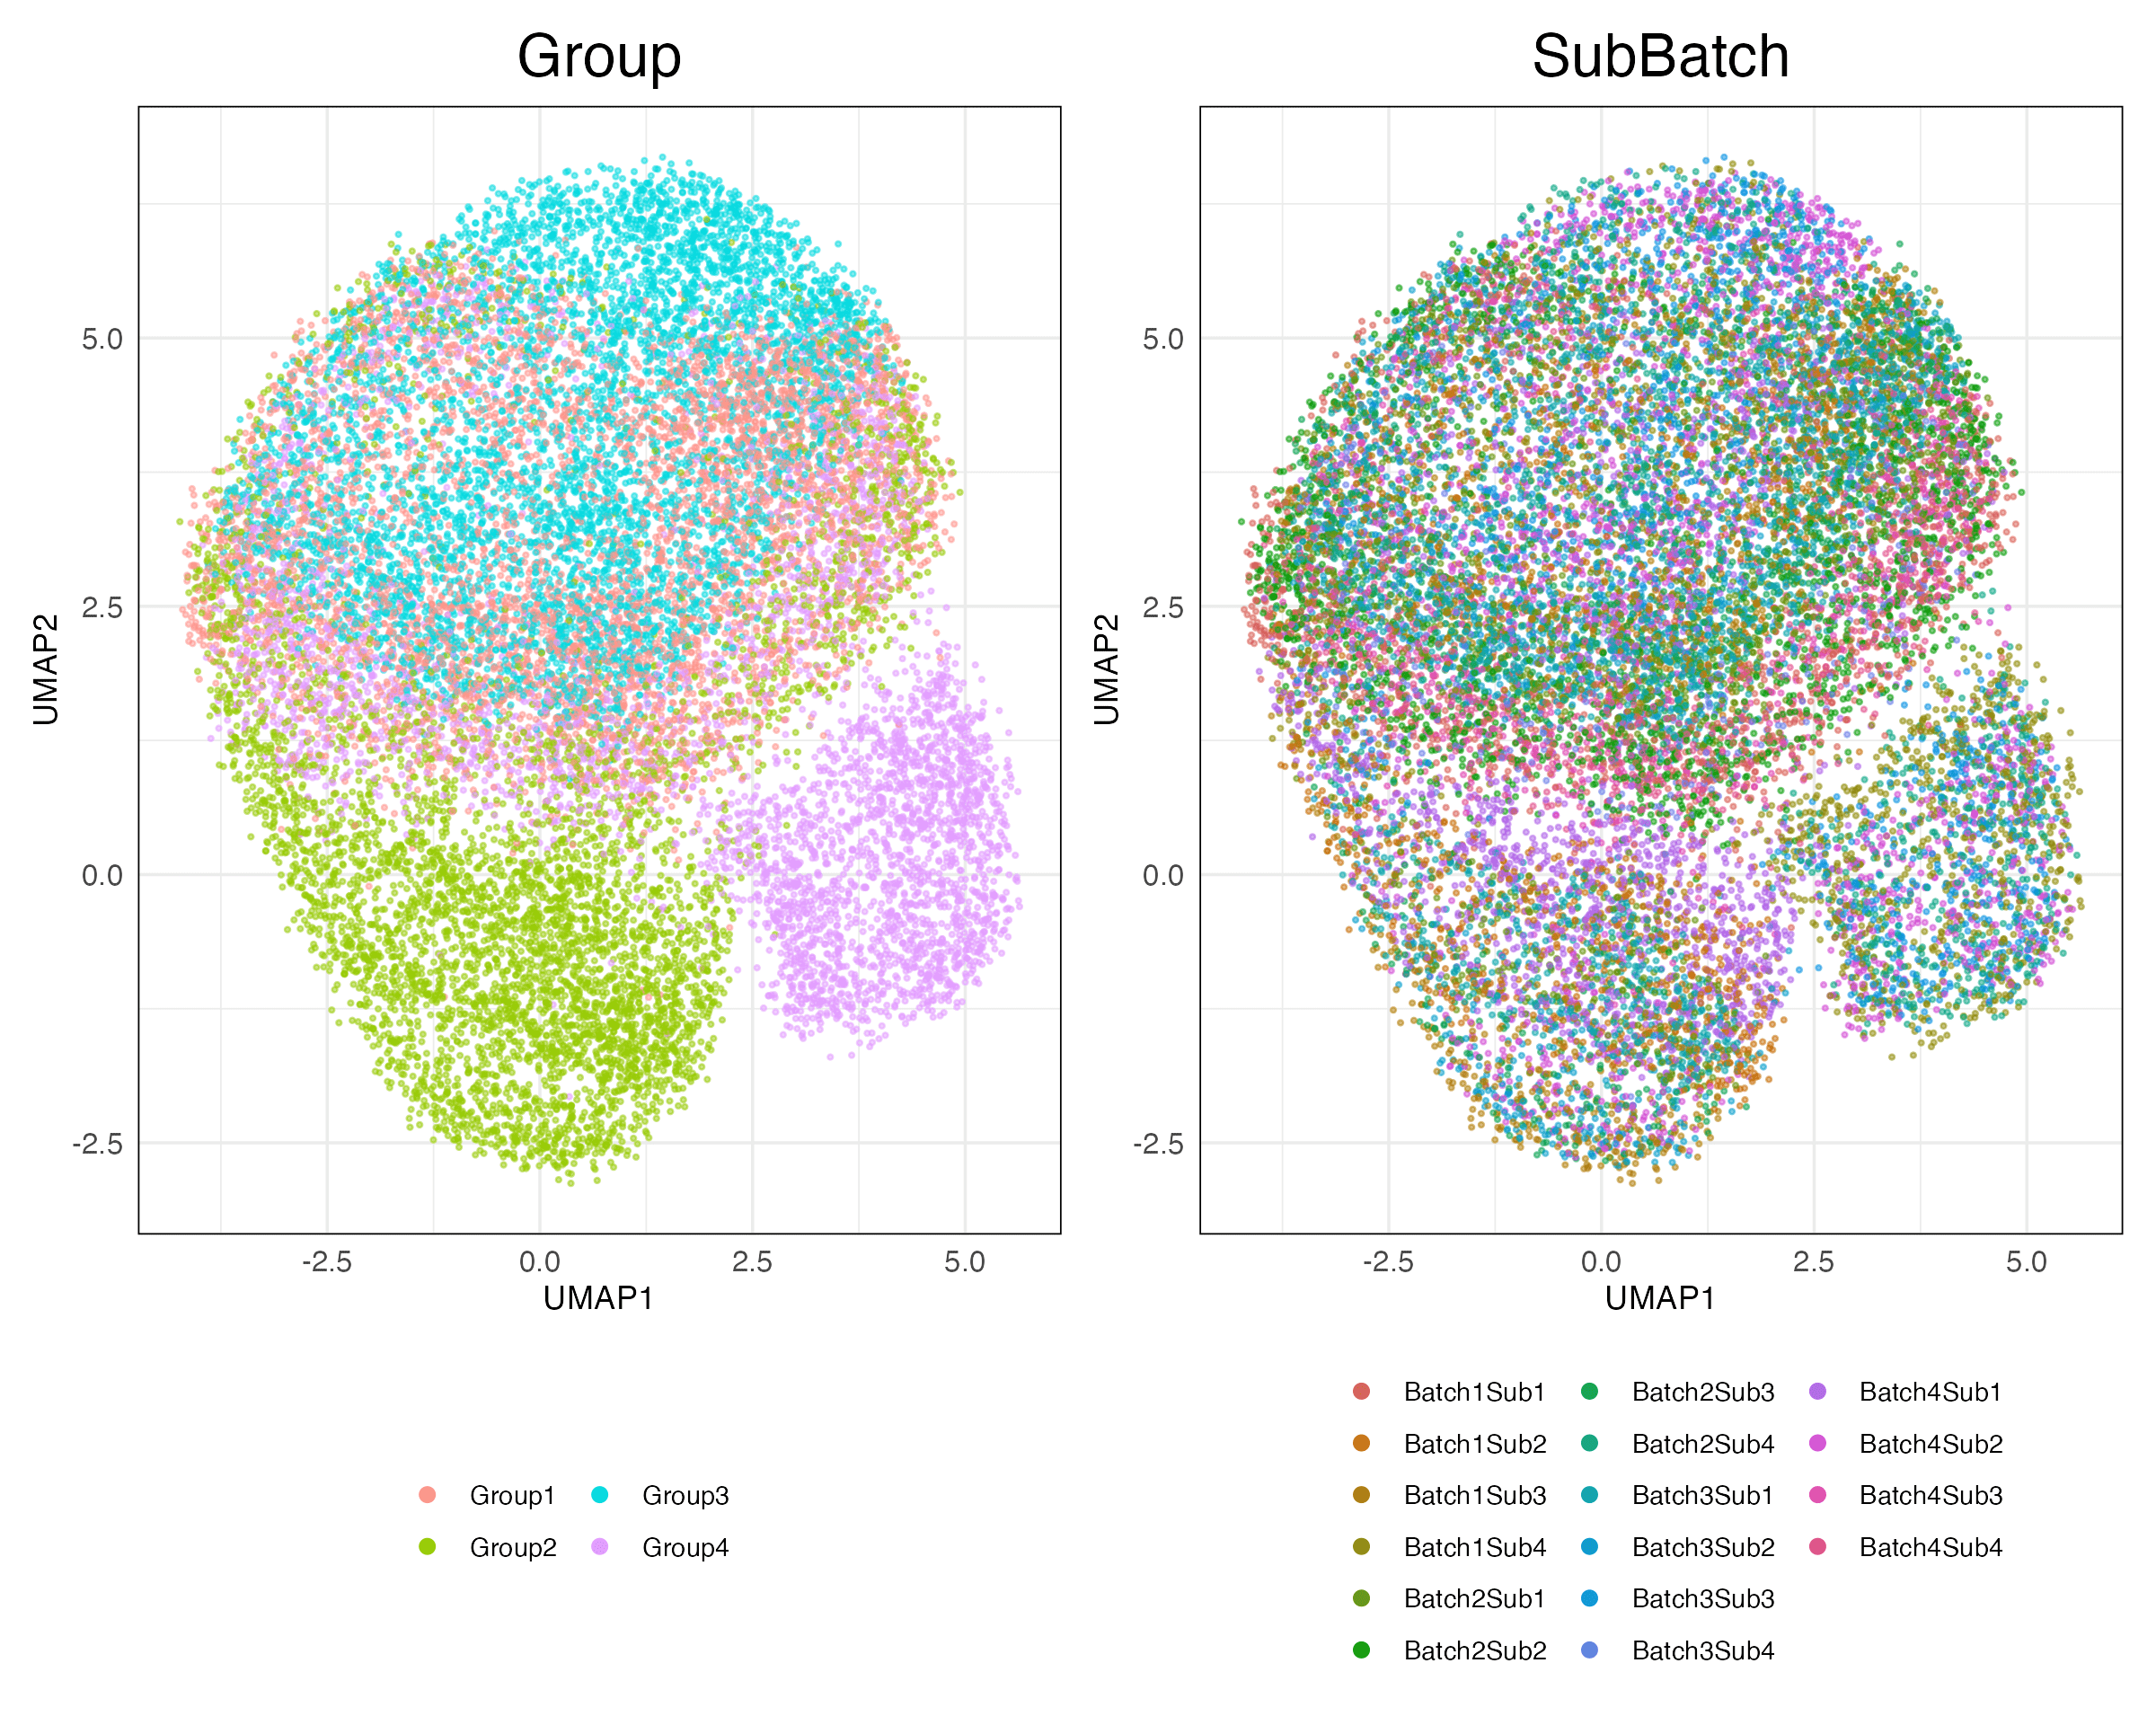 Group
SubBatch
UMAP2
5.0
2.5
0.0
-2.5
-2.5 0.0 2.5 5.0
UMAP1
UMAP2
5.0
2.5
0.0
-2.5
-2.5 0.0 2.5 5.0
UMAP1
Group1 Group3
Group2 Group4
Batch1Sub1 Batch2Sub3 Batch4Sub1
Batch1Sub2 Batch2Sub4 Batch4Sub2
Batch1Sub3 Batch3Sub1 Batch4Sub3
Batch1Sub4 Batch3Sub2 Batch4Sub4
Batch2Sub1 Batch3Sub3
Batch2Sub2 Batch3Sub4